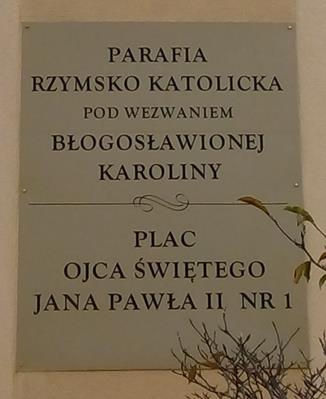 PARAFIA
RZYMSKO KATOLICKA
POD WEZWANIEM
BŁOGOSŁAWIONEJ
KAROLINY
PLAC
OJCA ŚWIĘTEGO
JANA PAWŁA II NR 1